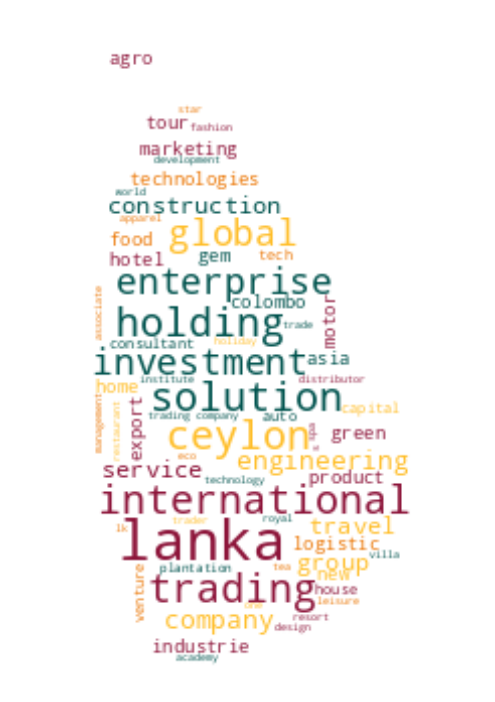 agro
star
tour fashion
marketing
development
technologies
world
construction
apparel
food global
hotel gem tech
enterprise
associate colombo motor
holding trade
consultant holiday
investment asia
home institute distributor
solution capital
management restaurant export trading company auto
ceylon spa green
eco engineering
service technology product
international
trader royal travel
lk lanka logistic villa
plantation tea group
new
venture trading house
one leisure
company resort
design
industrie
academy